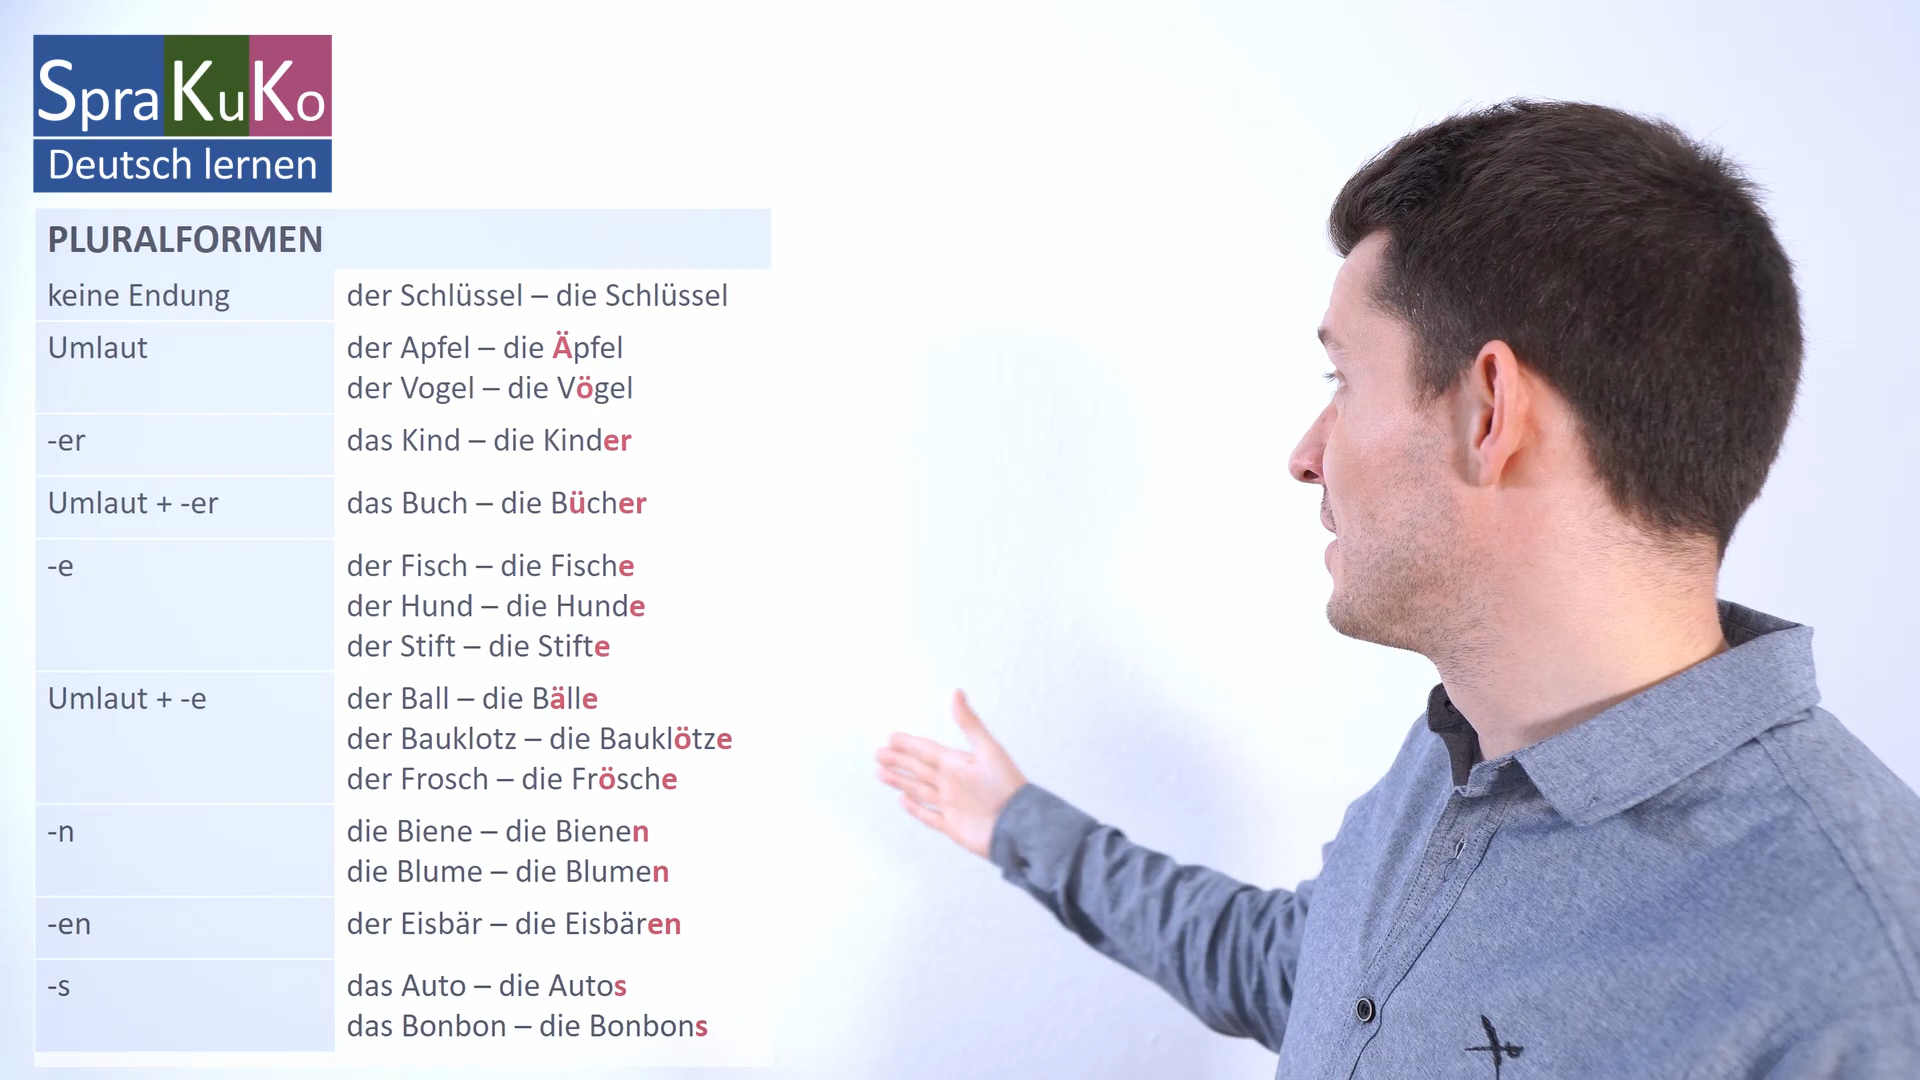 SpraKuKo
Deutsch lernen
PLURALFORMEN
keine Endung der Schlüssel – die Schlüssel
Umlaut der Apfel – die Äpfel
der Vogel – die Vögel
-er das Kind – die Kinder
Umlaut + -er das Buch – die Bücher
-e der Fisch – die Fische
der Hund – die Hunde
der Stift – die Stifte
Umlaut + -e der Ball – die Bälle
der Bauklotz – die Bauklötze
der Frosch – die Frösche
-n die Biene – die Bienen
die Blume – die Blumen
-en der Eisbär – die Eisbären
-s das Auto – die Autos
das Bonbon – die Bonbons